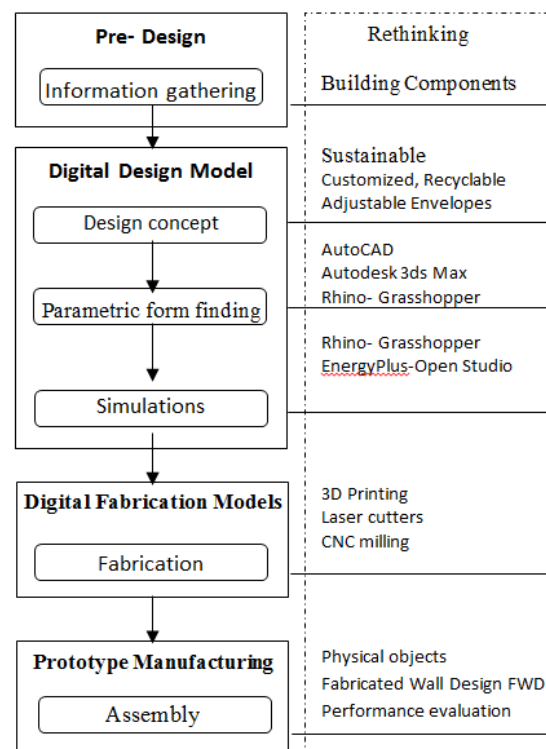 Pre- Design
Information gathering
Rethinking
Building Components
Digital Design Model
Design concept
Sustainable
Customized, Recyclable
Adjustable Envelopes
Parametric form finding
AutoCAD
Autodesk 3ds Max
Rhino- Grasshopper
Simulations
Rhino- Grasshopper
EnergyPlus-Open Studio
Digital Fabrication Models
Fabrication
3D Printing
Laser cutters
CNC milling
Prototype Manufacturing
Assembly
Physical objects
Fabricated Wall Design FWD
Performance evaluation